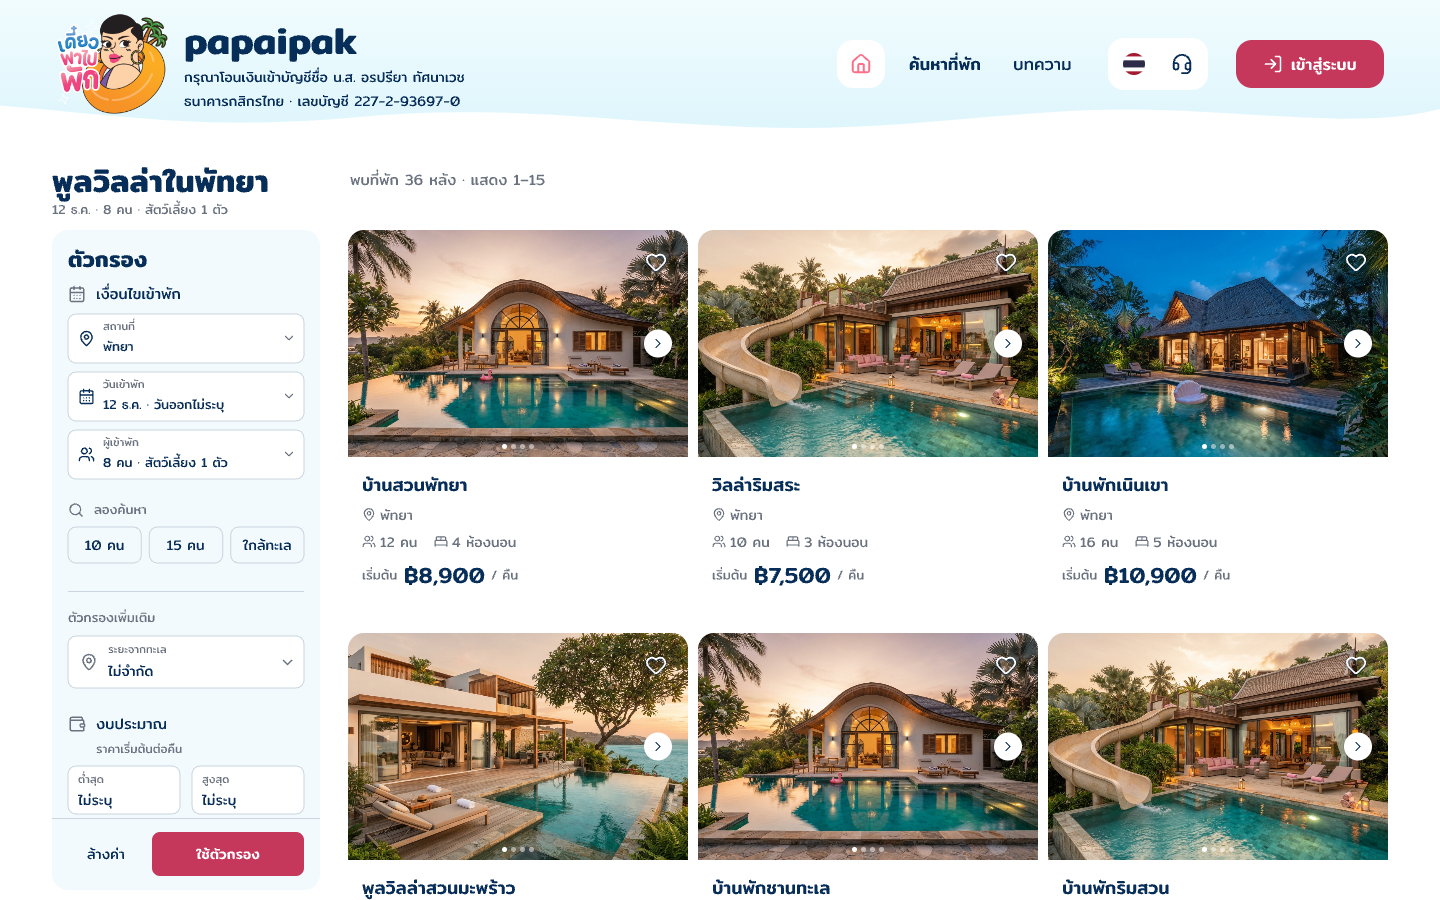 เดี๋ยว
พาไป
พัก
papaipak
กรุณาโอนเงินเข้าบัญชีชื่อ น.ส. อรปรียา ทัศนาเวช
ธนาคารกสิกรไทย · เลขบัญชี 227-2-93697-0
ค้นหาที่พัก
บทความ
เข้าสู่ระบบ
พูลวิลล่าในพัทยา
12 ธ.ค. · 8 คน · สัตว์เลี้ยง 1 ตัว
พบที่พัก 36 หลัง · แสดง 1–15
ตัวกรอง
เงื่อนไขเข้าพัก
สถานที่
พัทยา
วันเข้าพัก
12 ธ.ค. · วันออกไม่ระบุ
ผู้เข้าพัก
8 คน · สัตว์เลี้ยง 1 ตัว
ลองค้นหา
10 คน
15 คน
ใกล้ทะเล
ตัวกรองเพิ่มเติม
ระยะจากทะเล
ไม่จำกัด
งบประมาณ
ราคาเริ่มต้นต่อคืน
ต่ำสุด
ไม่ระบุ
สูงสุด
ไม่ระบุ
ล้างค่า
ใช้ตัวกรอง
บ้านสวนพัทยา
พัทยา
12 คน 4 ห้องนอน
เริ่มต้น ฿8,900 / คืน
วิลล่าริมสระ
พัทยา
10 คน 3 ห้องนอน
เริ่มต้น ฿7,500 / คืน
บ้านพักเนินเขา
พัทยา
16 คน 5 ห้องนอน
เริ่มต้น ฿10,900 / คืน
พูลวิลล่าสวนมะพร้าว
บ้านพักชานทะเล
บ้านพักริมสวน